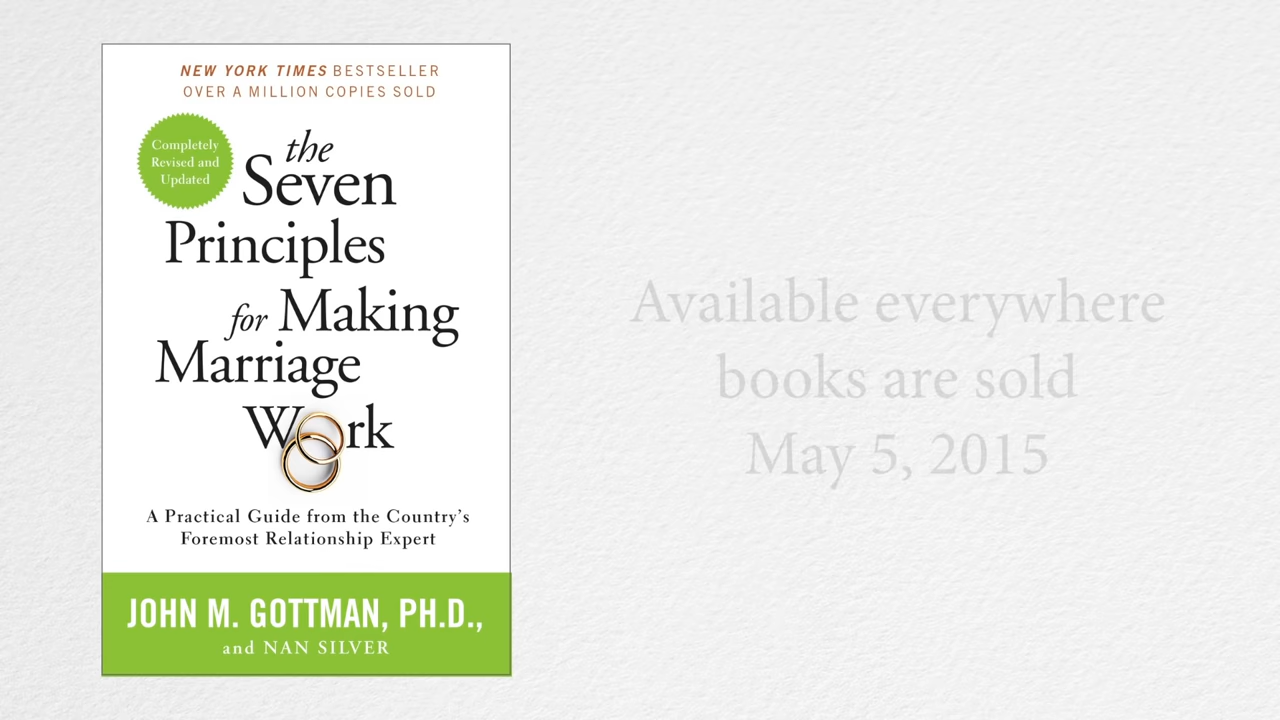 NEW YORK TIMES BESTSELLER
OVER A MILLION COPIES SOLD
Completely
Revised and
Updated
the
Seven
Principles
for Making
Marriage
Work
A Practical Guide from the Country's
Foremost Relationship Expert
JOHN M. GOTTMAN, PH.D.,
and NAN SILVER
Available everywhere
books are sold
May 5, 2015